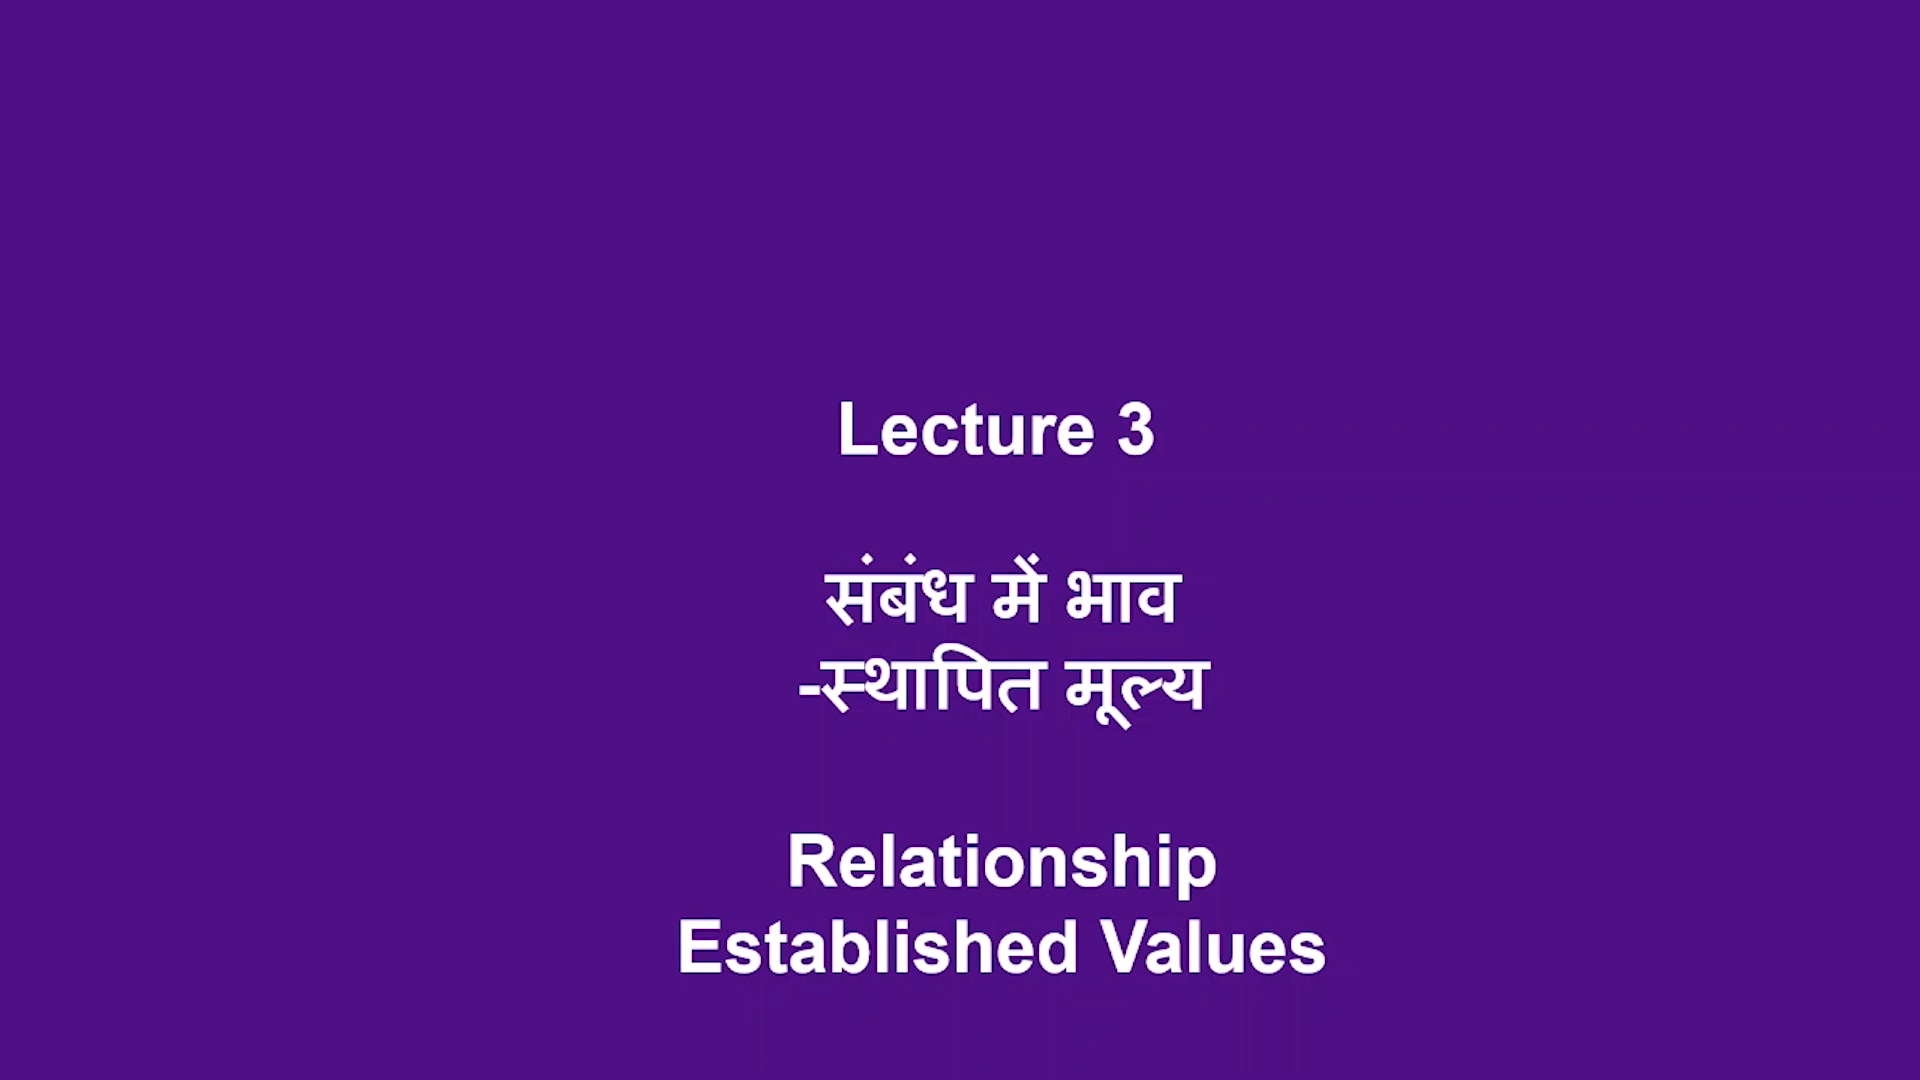 Lecture 3
संबंध में भाव
-स्थापित मूल्य
Relationship
Established Values